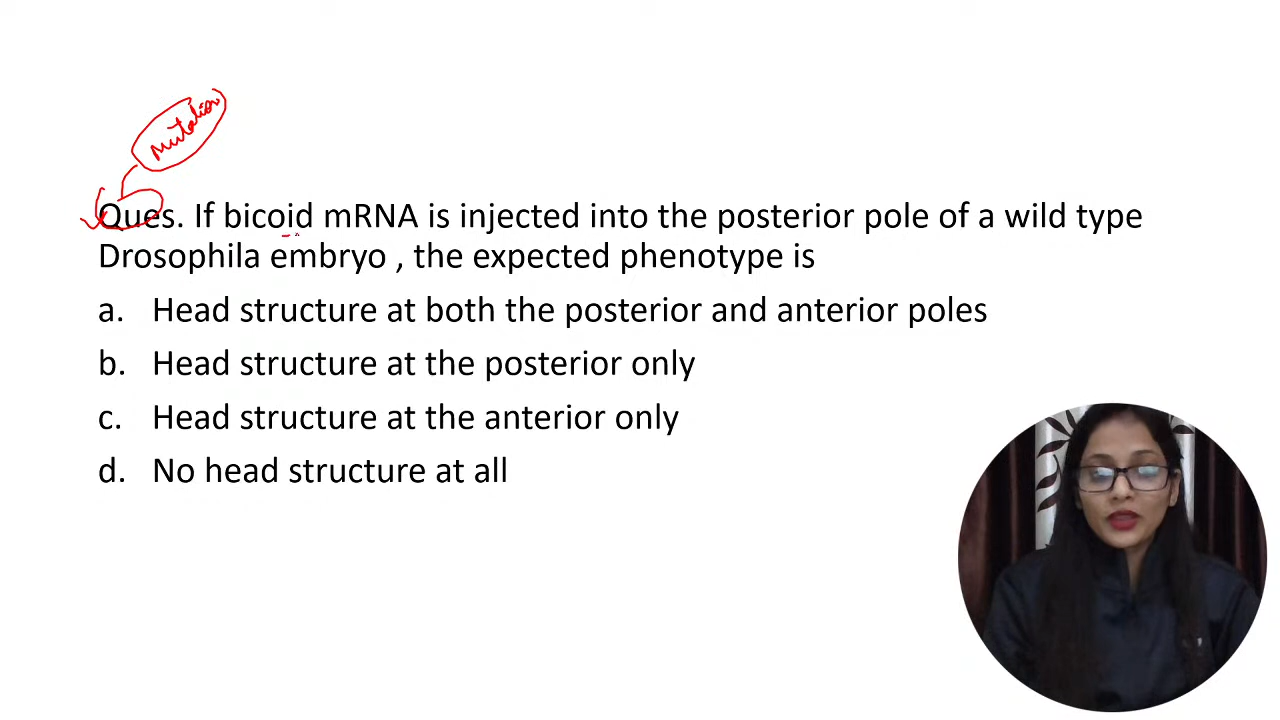 Mutation
Ques. If bicoid mRNA is injected into the posterior pole of a wild type
Drosophila embryo , the expected phenotype is
a. Head structure at both the posterior and anterior poles
b. Head structure at the posterior only
c. Head structure at the anterior only
d. No head structure at all